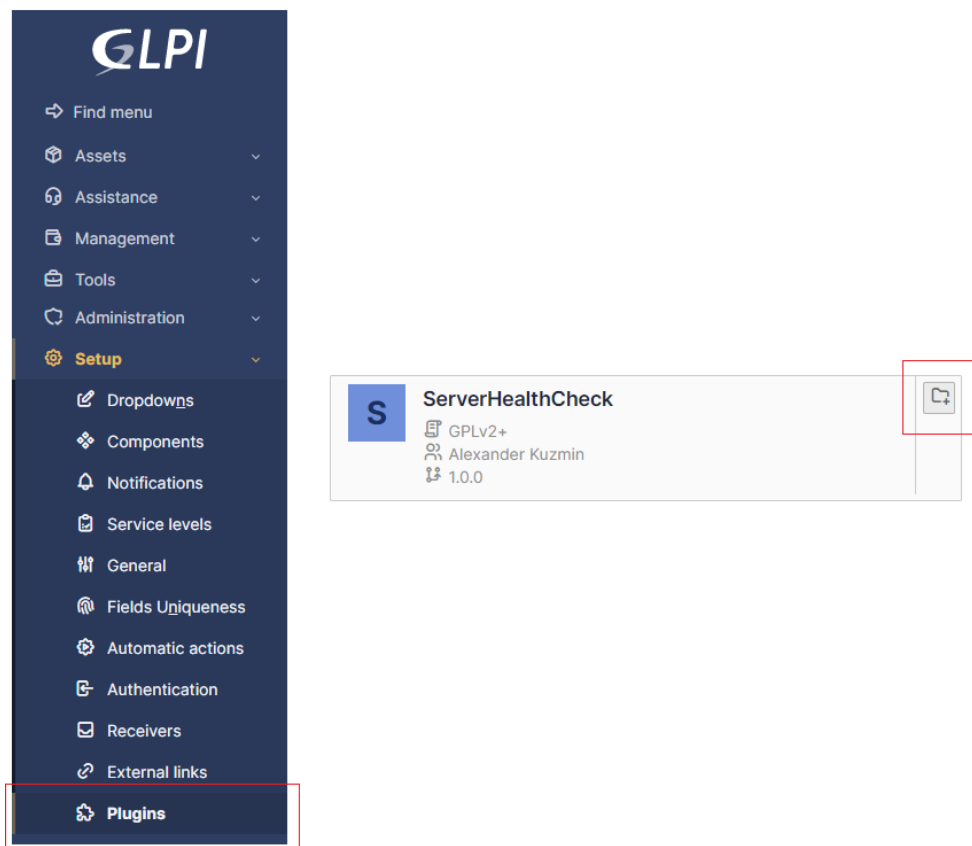 GLPI
Find menu
Assets
Assistance
Management
Tools
Administration
Setup
Dropdowns
Components
Notifications
Service levels
General
Fields Uniqueness
Automatic actions
Authentication
Receivers
External links
Plugins
S
ServerHealthCheck
GPLv2+
Alexander Kuzmin
1.0.0